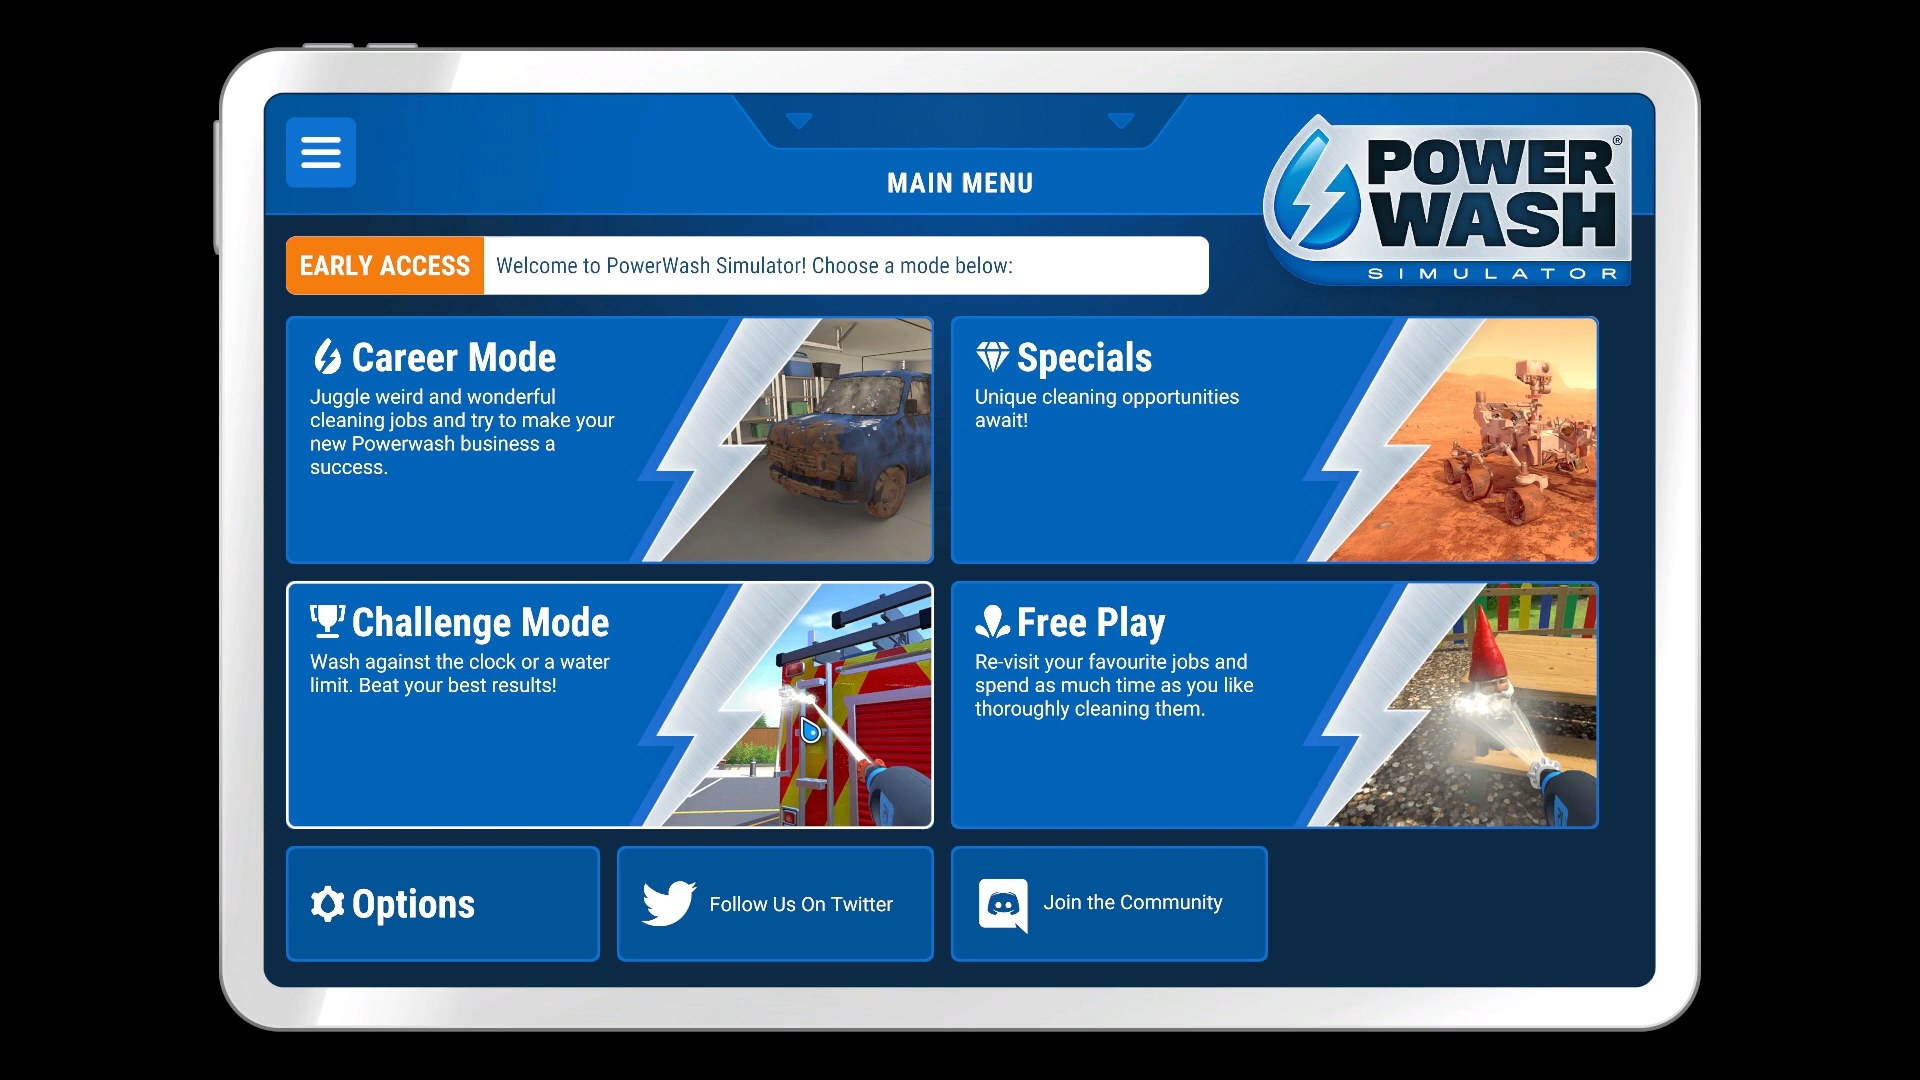 MAIN MENU
POWER
WASH
®
SIMULATOR
EARLY ACCESS
Welcome to PowerWash Simulator! Choose a mode below:
Career Mode
Juggle weird and wonderful
cleaning jobs and try to make your
new Powerwash business a
success.
Specials
Unique cleaning opportunities
await!
Challenge Mode
Wash against the clock or a water
limit. Beat your best results!
Free Play
Re-visit your favourite jobs and
spend as much time as you like
thoroughly cleaning them.
Options
Follow Us On Twitter
Join the Community